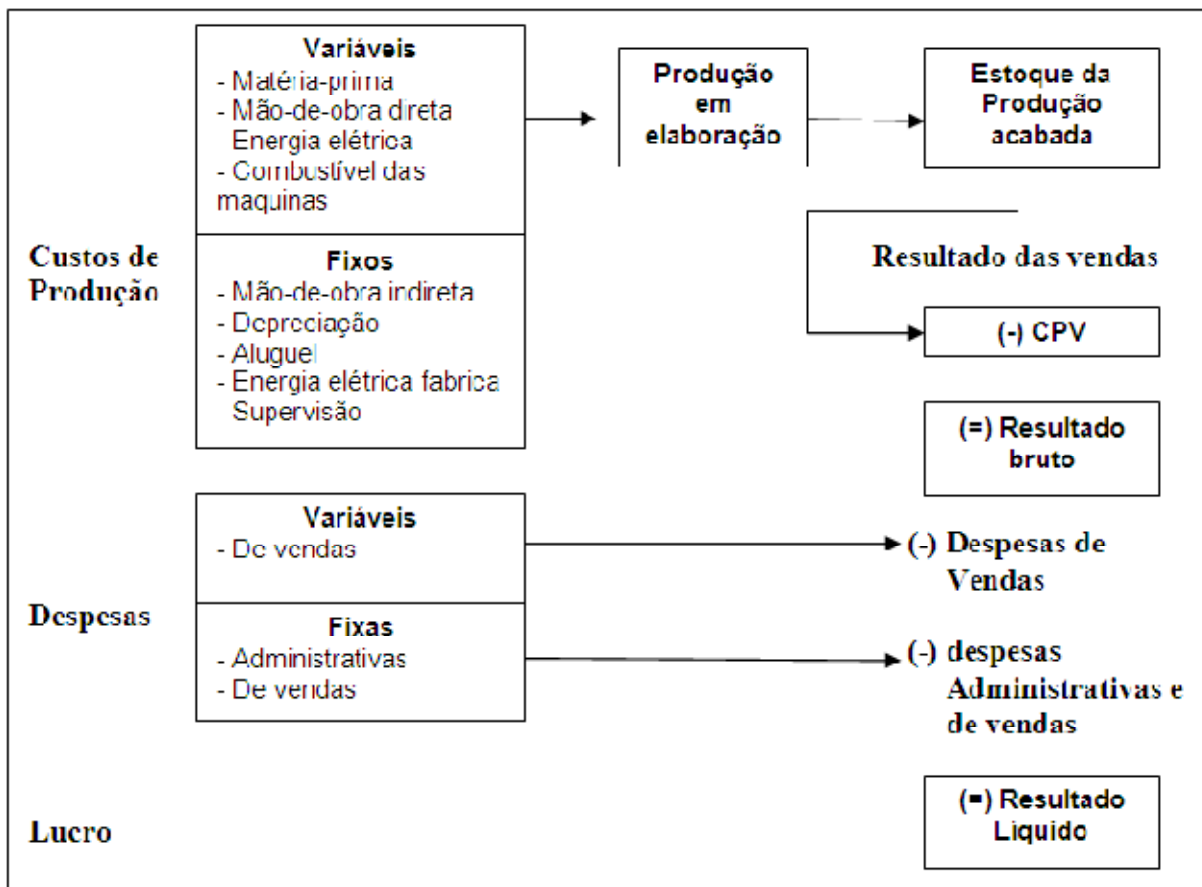 Variáveis
- Matéria-prima
- Mão-de-obra direta
Energia elétrica
- Combustível das
maquinas
Produção
em
elaboração
Estoque da
Produção
acabada
Custos de
Produção
Fixos
- Mão-de-obra indireta
- Depreciação
- Aluguel
- Energia elétrica fabrica
Supervisão
Resultado das vendas
(-) CPV
(=) Resultado
bruto
Despesas
Variáveis
- De vendas
(-) Despesas de
Vendas
Fixas
- Administrativas
- De vendas
(-) despesas
Administrativas e
de vendas
Lucro
(=) Resultado
Liquido